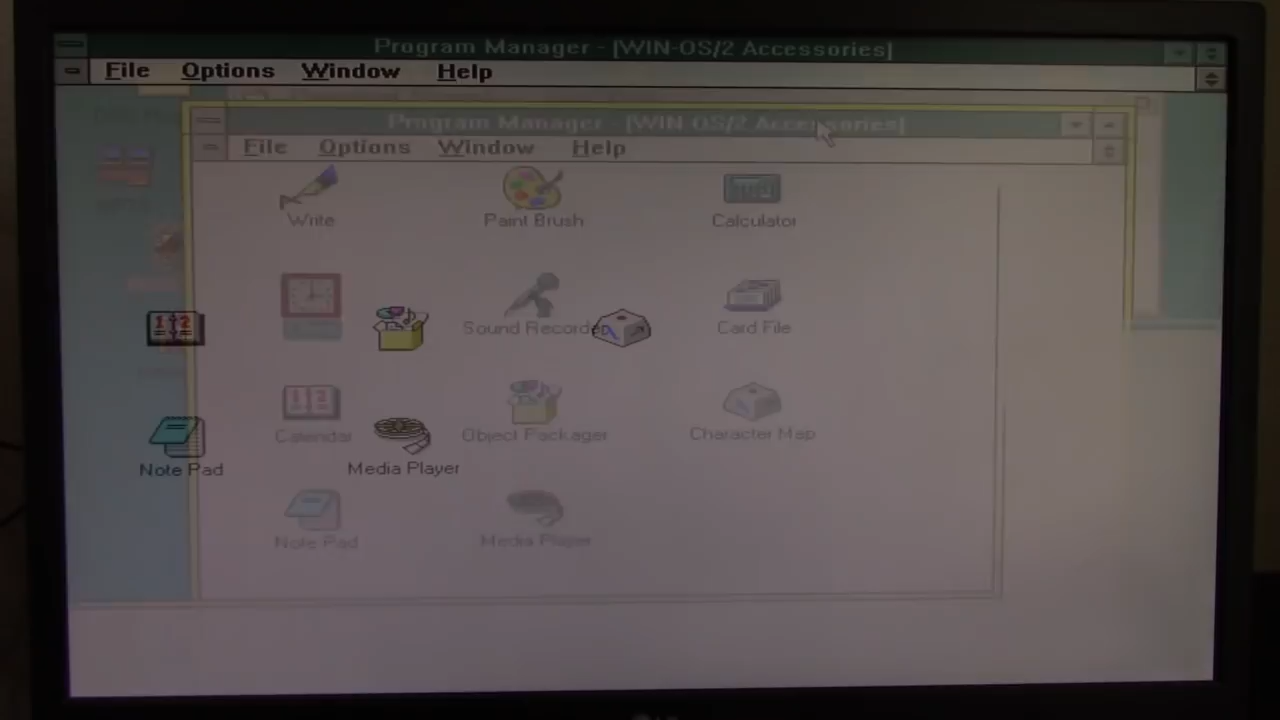 Program Manager - [WIN-OS/2 Accessories]
File Options Window Help
Program Manager - [WIN-OS/2 Accessories]
File Options Window Help
Write Paint Brush Calculator
Sound Recorder Card File
Calendar Object Packager Character Map
Note Pad Media Player
Note Pad Media Player